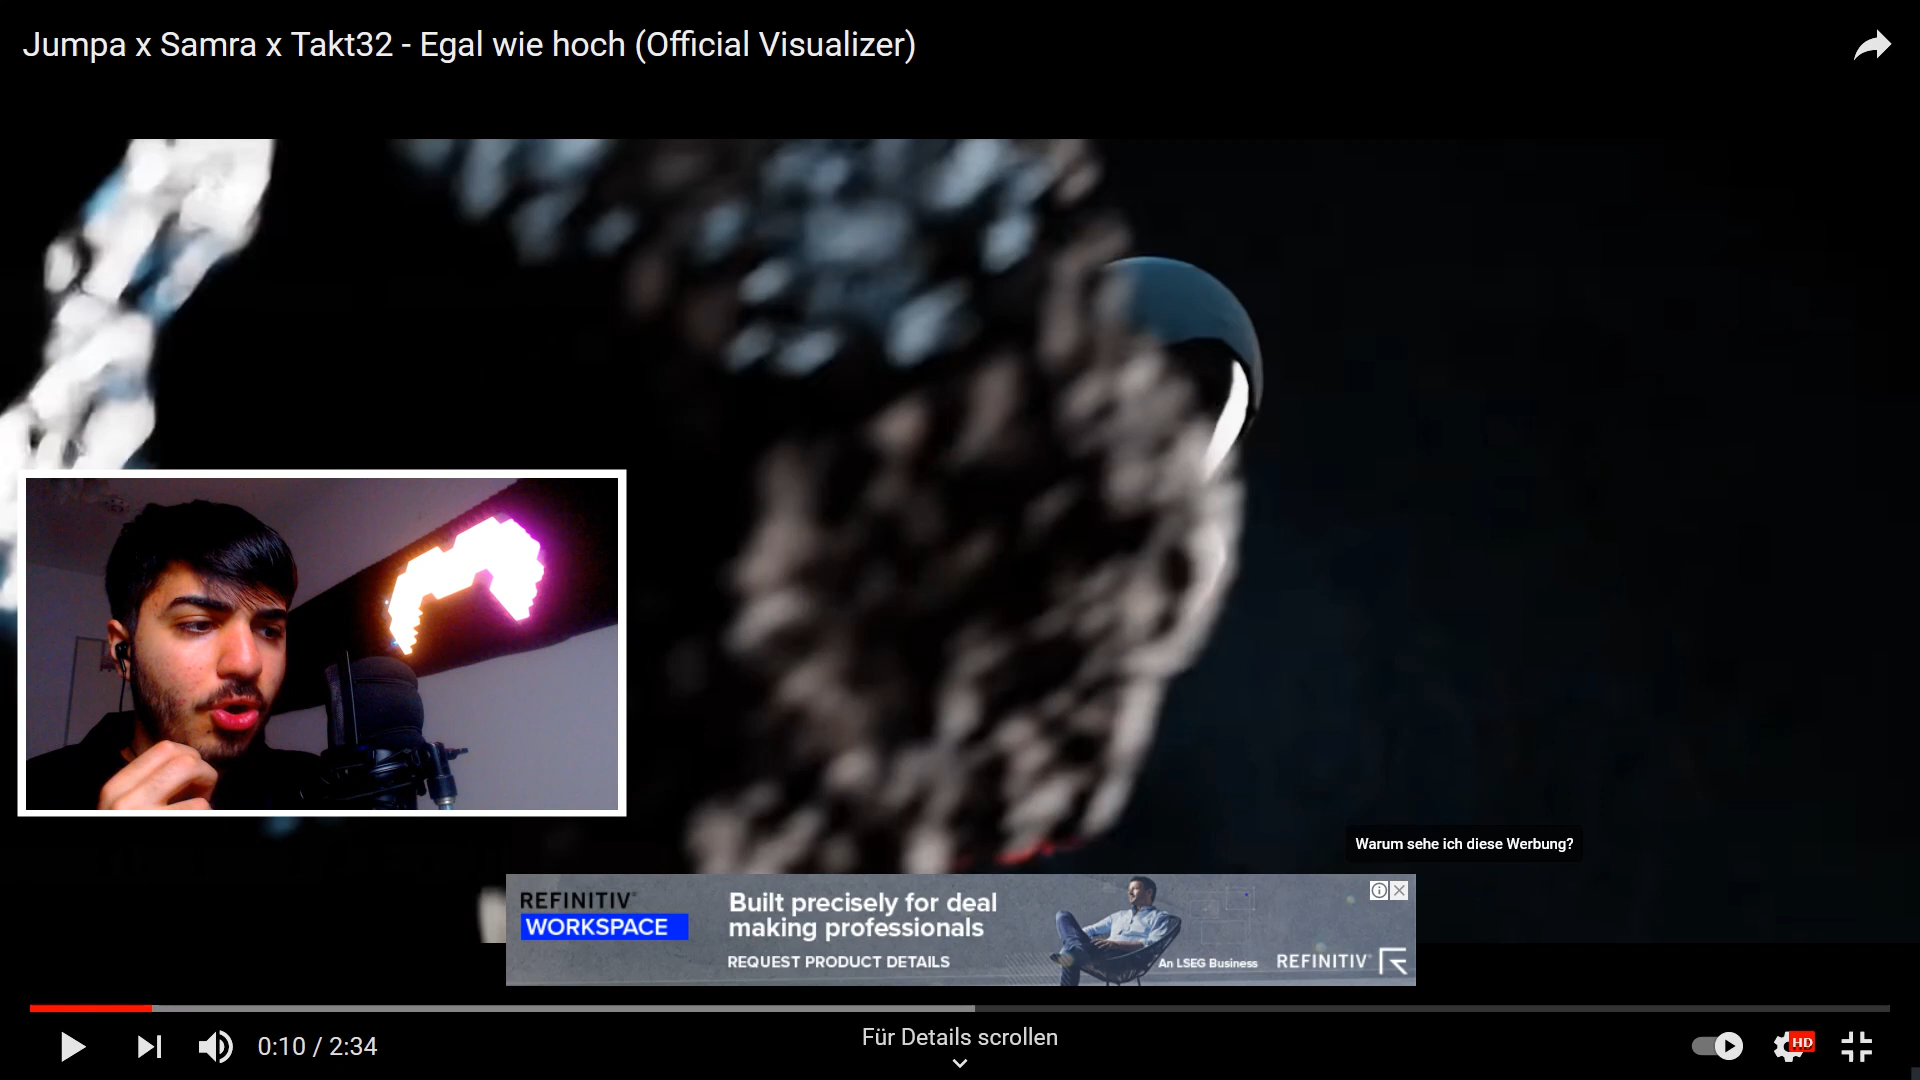 Jumpa x Samra x Takt32 - Egal wie hoch (Official Visualizer)
Warum sehe ich diese Werbung?
REFINITIV
WORKSPACE
Built precisely for deal
making professionals
REQUEST PRODUCT DETAILS
An LSEG Business
REFINITIV
0:10 / 2:34
Für Details scrollen
HD